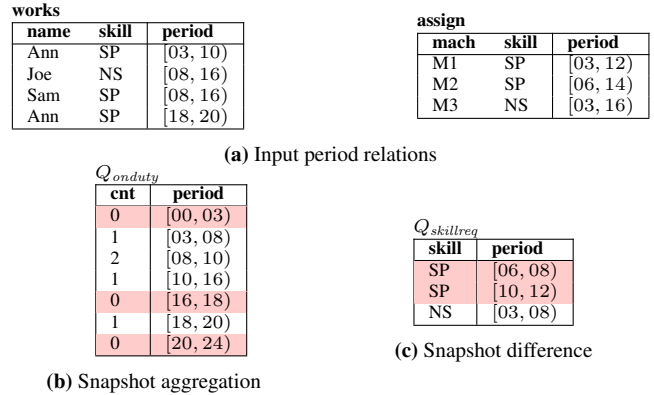 works
name skill period
Ann SP [03, 10)
Joe NS [08, 16)
Sam SP [08, 16)
Ann SP [18, 20)
assign
mach skill period
M1 SP [03, 12)
M2 SP [06, 14)
M3 NS [03, 16)
(a) Input period relations
Qonduty
cnt period
0 [00, 03)
1 [03, 08)
2 [08, 10)
1 [10, 16)
0 [16, 18)
1 [18, 20)
0 [20, 24)
(b) Snapshot aggregation
Qskillreq
skill period
SP [06, 08)
SP [10, 12)
NS [03, 08)
(c) Snapshot difference